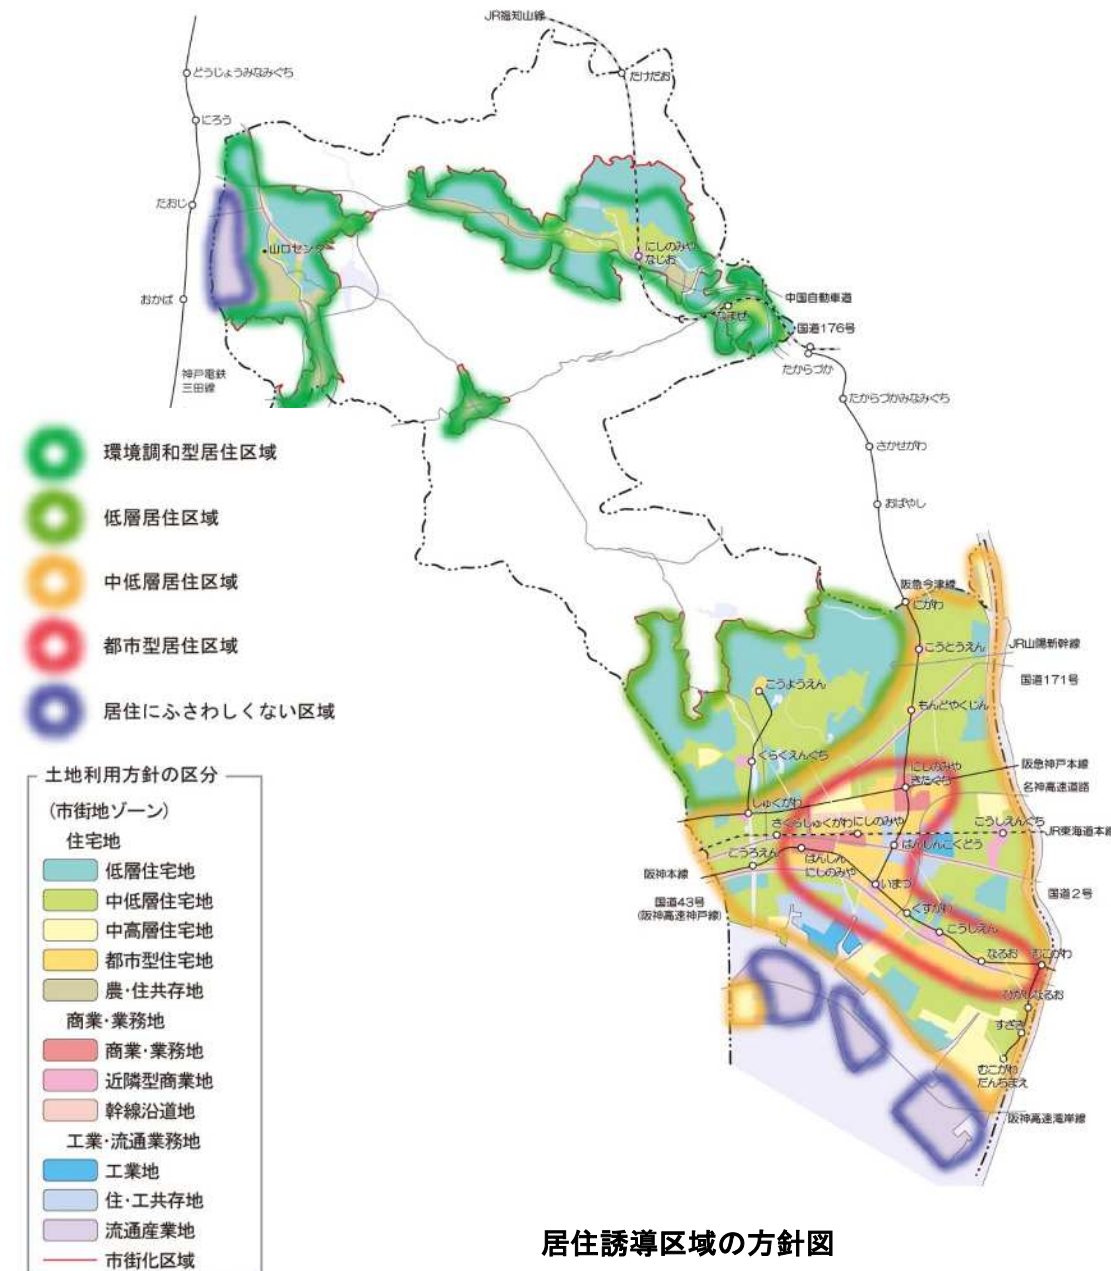 JR福知山線
どうじょうみなみぐち
たけだお
にろう
たおじ
山口センター
にしのみや
なじお
おかば
中国自動車道
なまぜ
国道176号
たからづか
神戸電鉄
三田線
たからづかみなみぐち
さかせがわ
おばやし
環境調和型居住区域
低層居住区域
中低層居住区域
都市型居住区域
居住にふさわしくない区域
阪急今津線
にがわ
こうとうえん
JR山陽新幹線
国道171号
こうようえん
もんどやくじん
くらくえんぐち
にしのみや
きたぐち
阪急神戸本線
名神高速道路
しゅくがわ
さくらしゅくがわ
にしのみや
こうしえんぐち
JR東海道本線
こうろえん
はんしん
にしのみや
はんしんこくどう
阪神本線
いまづ
国道2号
国道43号
(阪神高速神戸線)
くすがわ
こうしえん
なるお
むこがわ
ひがしなるお
すざき
むこがわ
だんちまえ
阪神高速湾岸線
土地利用方針の区分
(市街地ゾーン)
住宅地
低層住宅地
中低層住宅地
中高層住宅地
都市型住宅地
農・住共存地
商業・業務地
商業・業務地
近隣型商業地
幹線沿道地
工業・流通業務地
工業地
住・工共存地
流通産業地
市街化区域
居住誘導区域の方針図